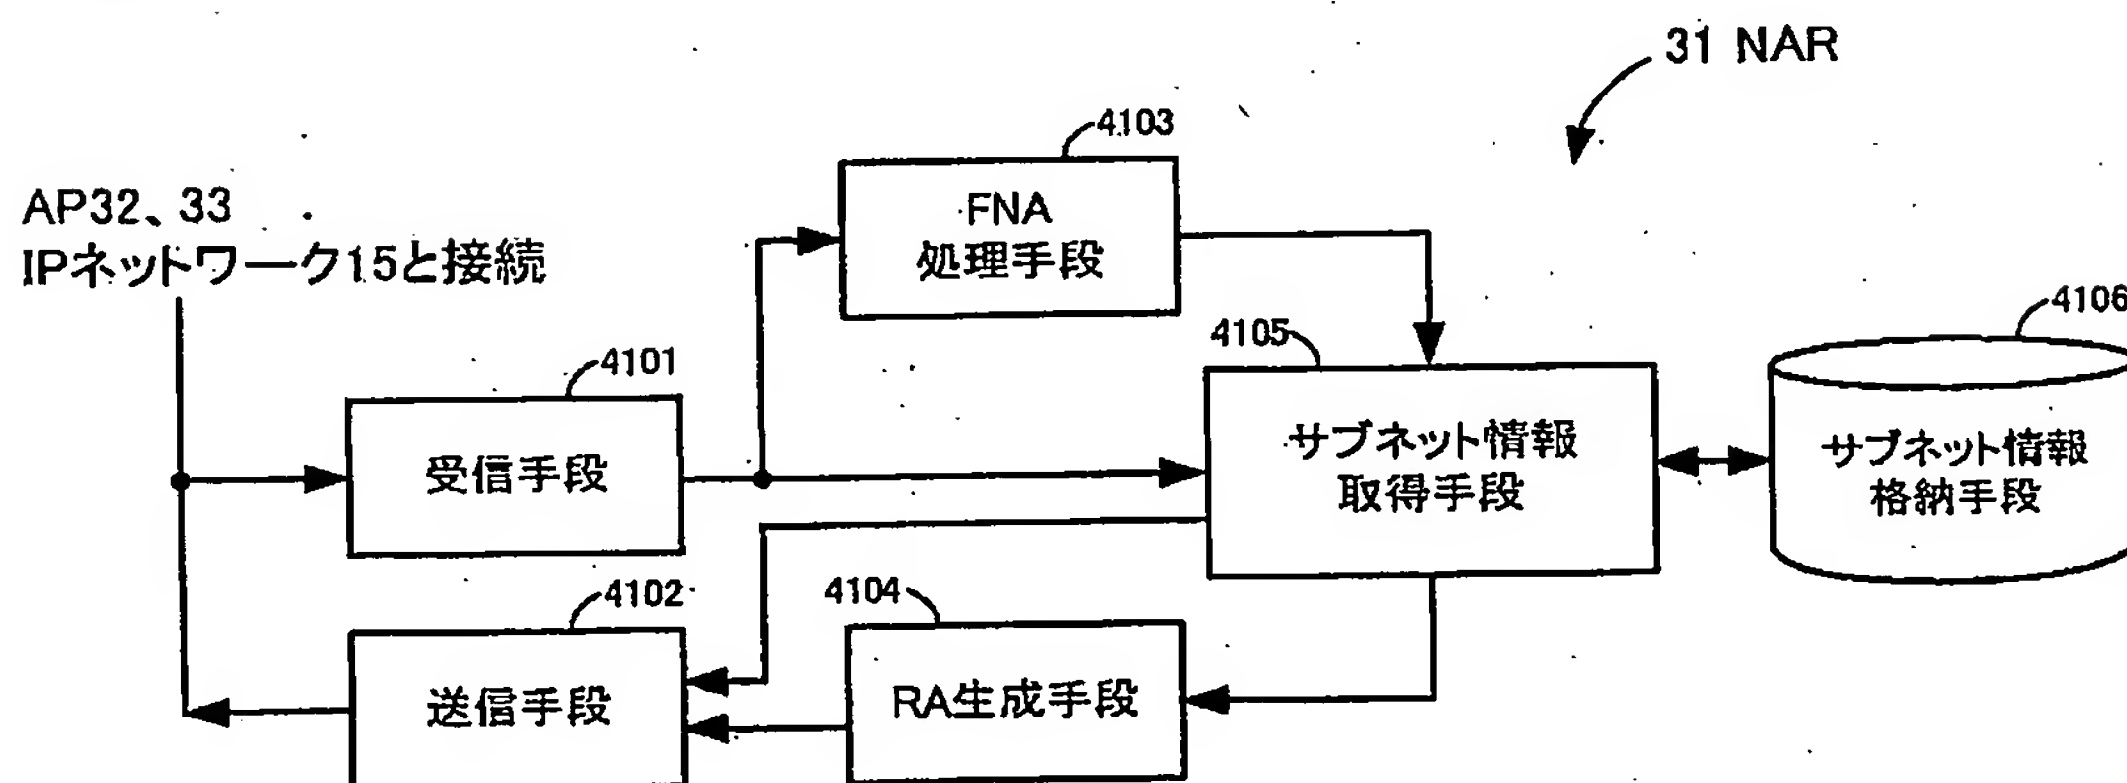 31 NAR
4103
AP32、33
IPネットワーク15と接続
FNA
処理手段
4106
4105
4101
サブネット情報
取得手段
サブネット情報
格納手段
受信手段
4102
4104
送信手段
RA生成手段